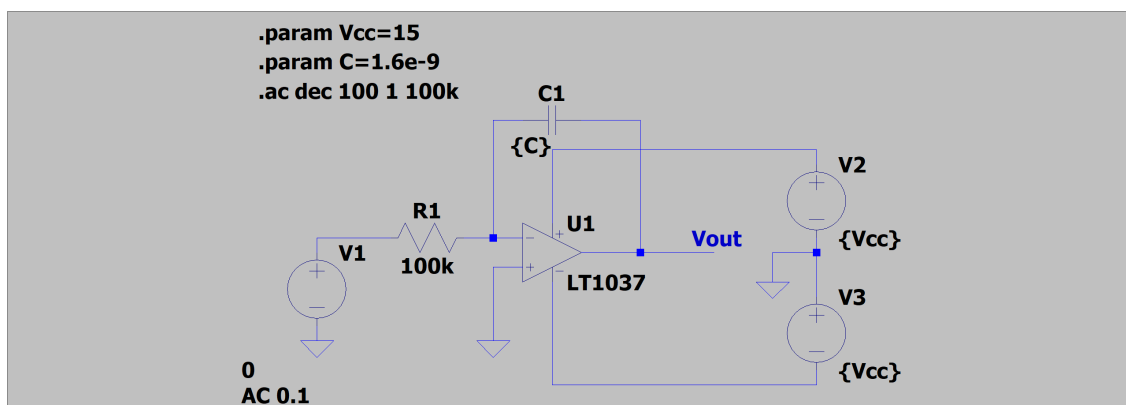 .param Vcc=15
.param C=1.6e-9
.ac dec 100 1 100k
C1
{C}
V2
R1
U1
Vout
{Vcc}
V1
100k
LT1037
V3
0
{Vcc}
AC 0.1